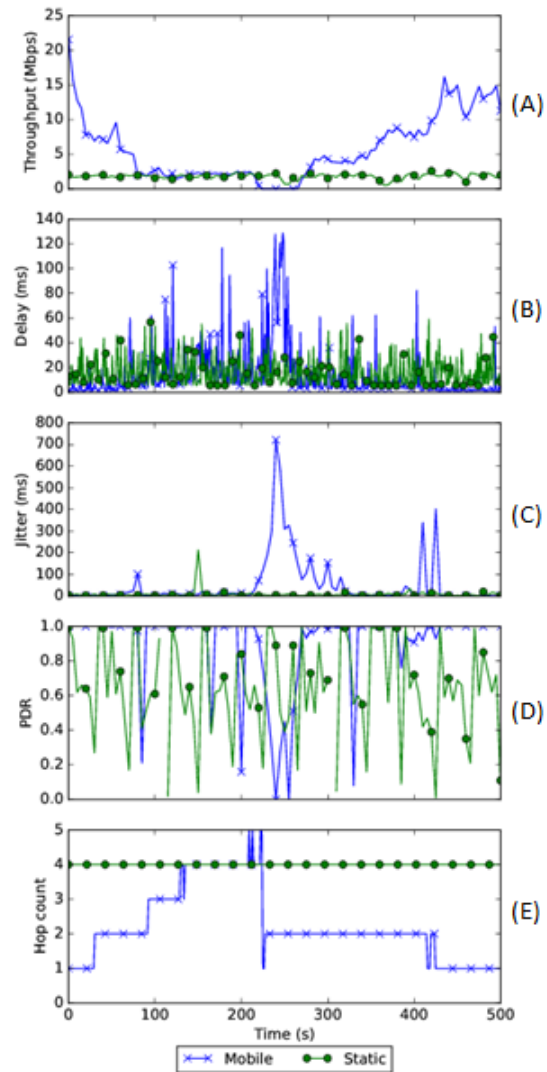 25
20
15
10
5
0
Throughput (Mbps)
(A)
140
120
100
80
60
40
20
0
Delay (ms)
(B)
800
700
600
500
400
300
200
100
0
Jitter (ms)
(C)
1.0
0.8
0.6
0.4
0.2
0.0
PDR
(D)
5
4
3
2
1
0
Hop count
(E)
0 100 200 300 400 500
Time (s)
Mobile Static